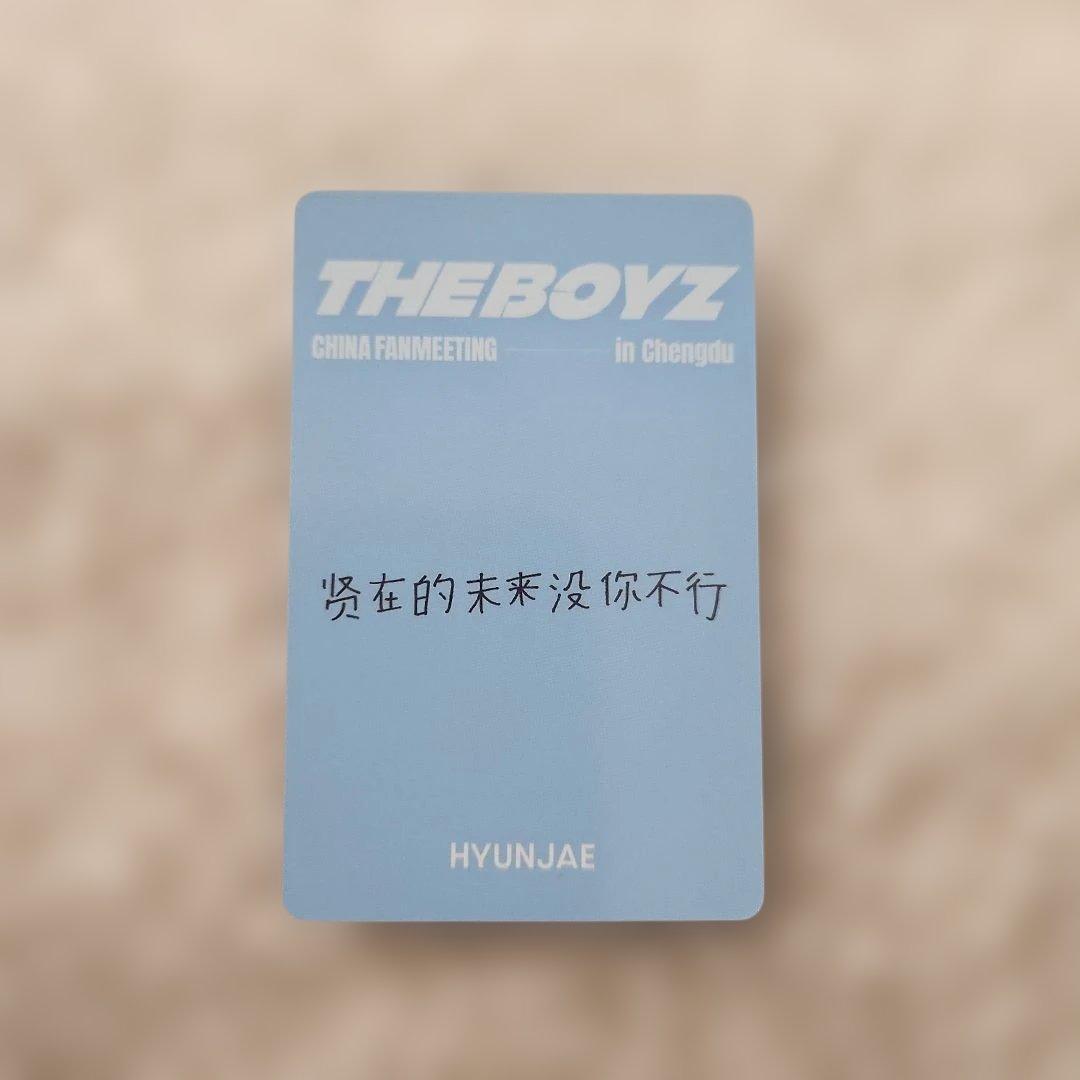 THEBOYZ
CHINA FANMEETING in Chengdu
贤在的未来没你不行
HYUNJAE